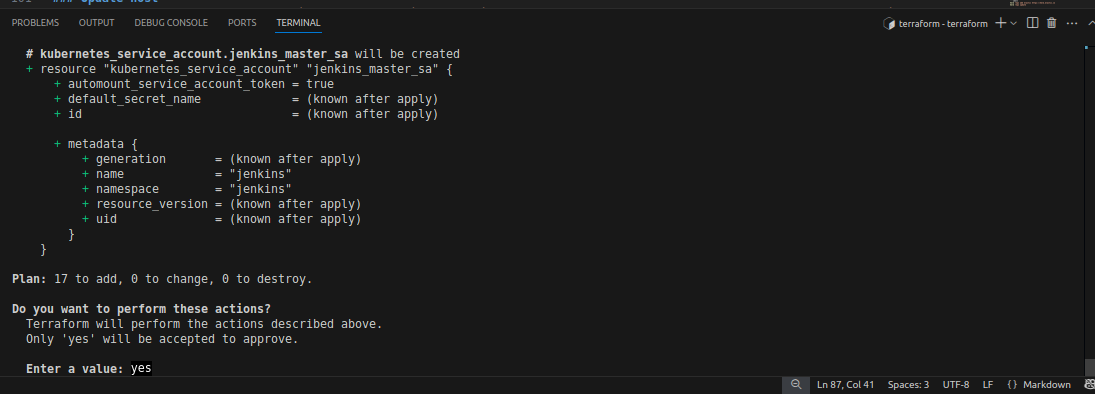 PROBLEMS OUTPUT DEBUG CONSOLE PORTS TERMINAL terraform - terraform
# kubernetes_service_account.jenkins_master_sa will be created
+ resource "kubernetes_service_account" "jenkins_master_sa" {
+ automount_service_account_token = true
+ default_secret_name = (known after apply)
+ id = (known after apply)
+ metadata {
+ generation = (known after apply)
+ name = "jenkins"
+ namespace = "jenkins"
+ resource_version = (known after apply)
+ uid = (known after apply)
}
}
Plan: 17 to add, 0 to change, 0 to destroy.
Do you want to perform these actions?
Terraform will perform the actions described above.
Only 'yes' will be accepted to approve.
Enter a value: yes
Ln 87, Col 41 Spaces: 3 UTF-8 LF {} Markdown